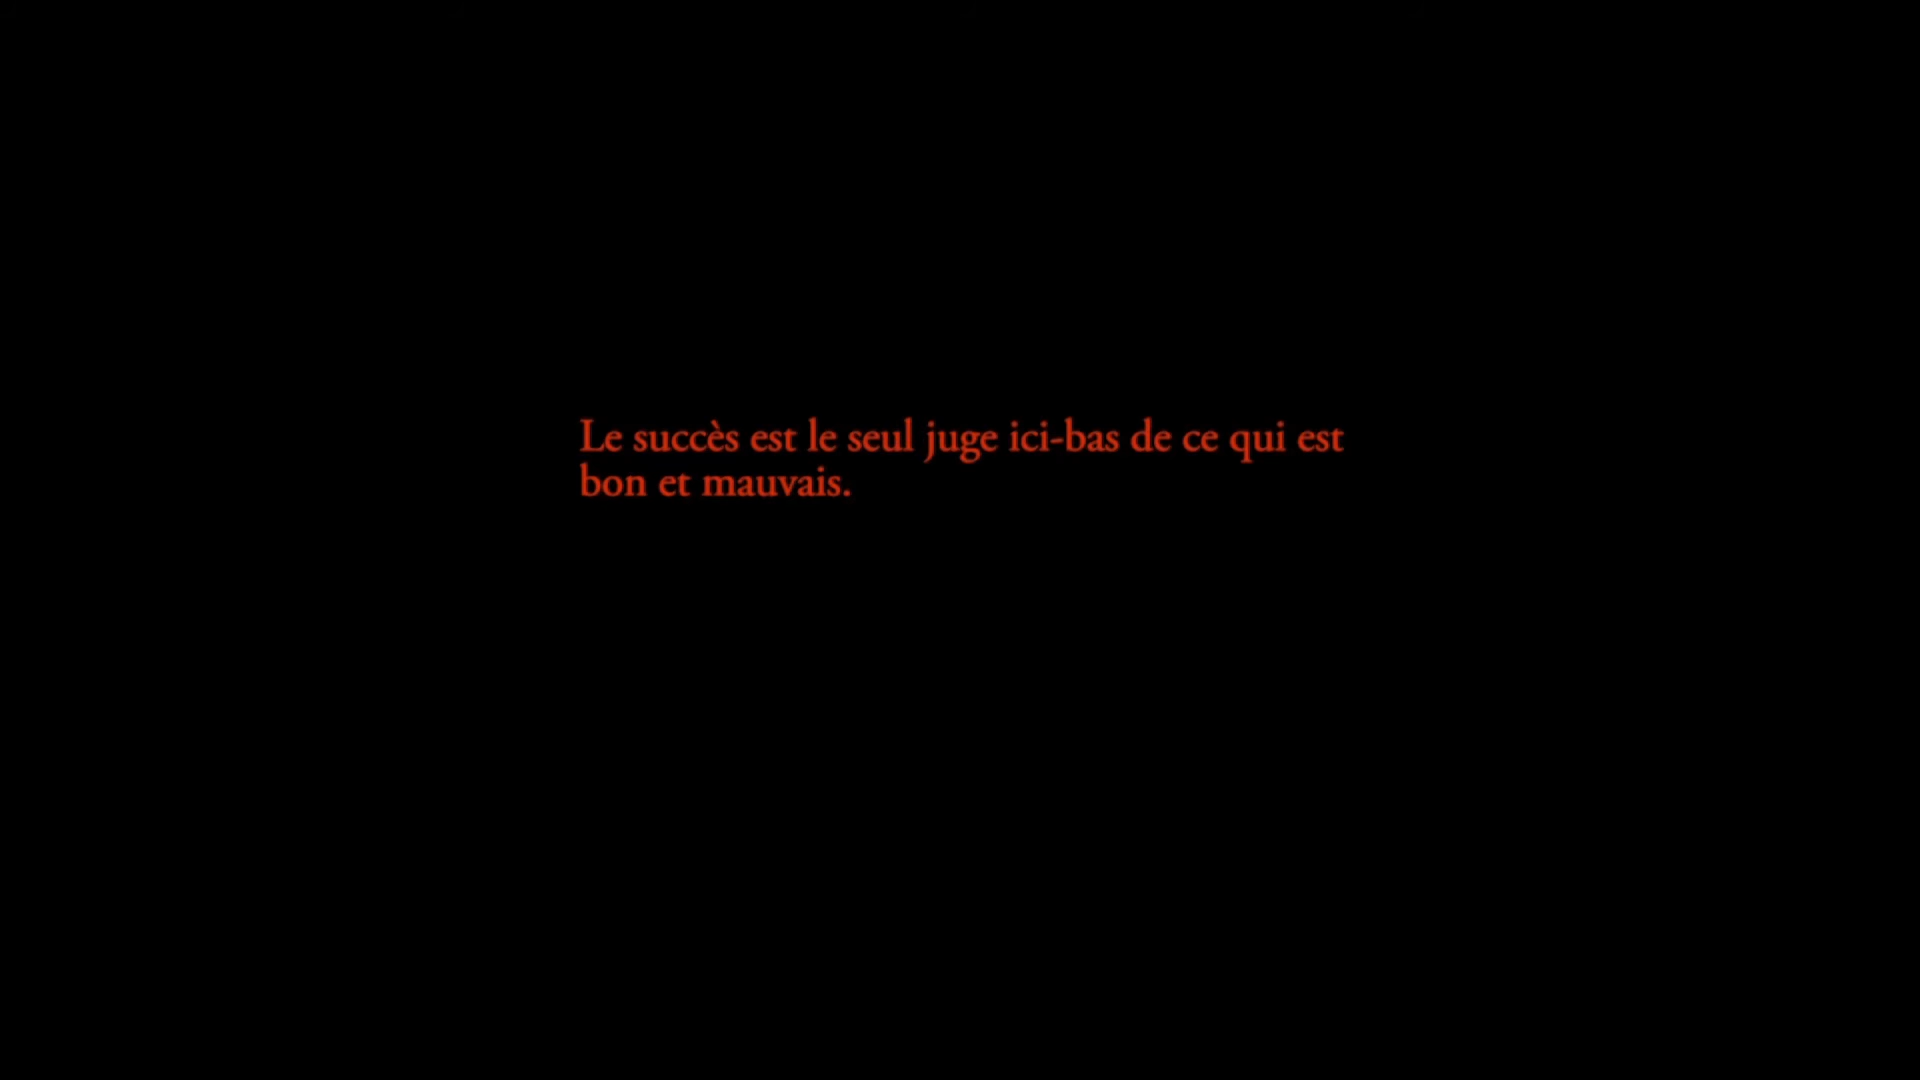 Le succès est le seul juge ici-bas de ce qui est
bon et mauvais.